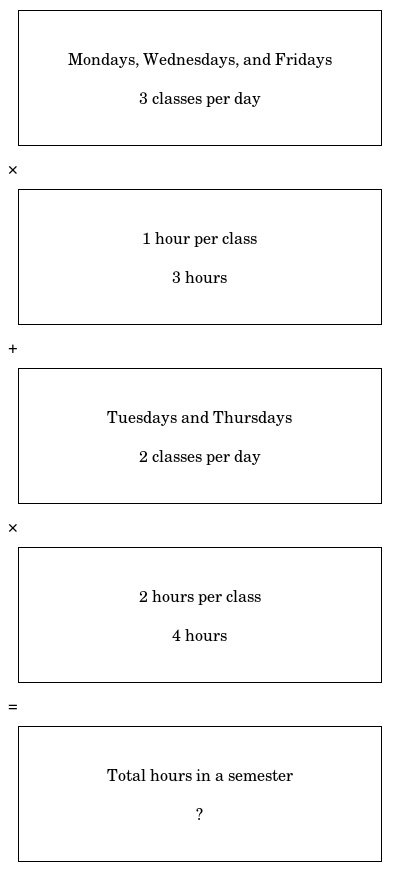 Mondays, Wednesdays, and Fridays
3 classes per day
×
1 hour per class
3 hours
+
Tuesdays and Thursdays
2 classes per day
×
2 hours per class
4 hours
=
Total hours in a semester
?